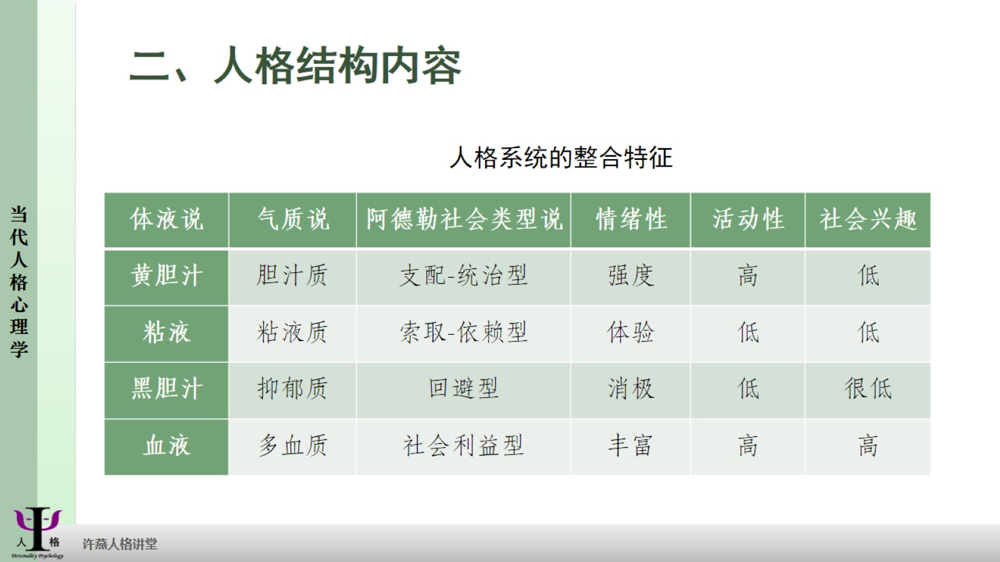 二、人格结构内容
人格系统的整合特征
体液说 气质说 阿德勒社会类型说 情绪性 活动性 社会兴趣
黄胆汁 胆汁质 支配-统治型 强度 高 低
粘液 粘液质 索取-依赖型 体验 低 低
黑胆汁 抑郁质 回避型 消极 低 很低
血液 多血质 社会利益型 丰富 高 高
当代人格心理学
人格
Personality Psychology
许燕人格讲堂